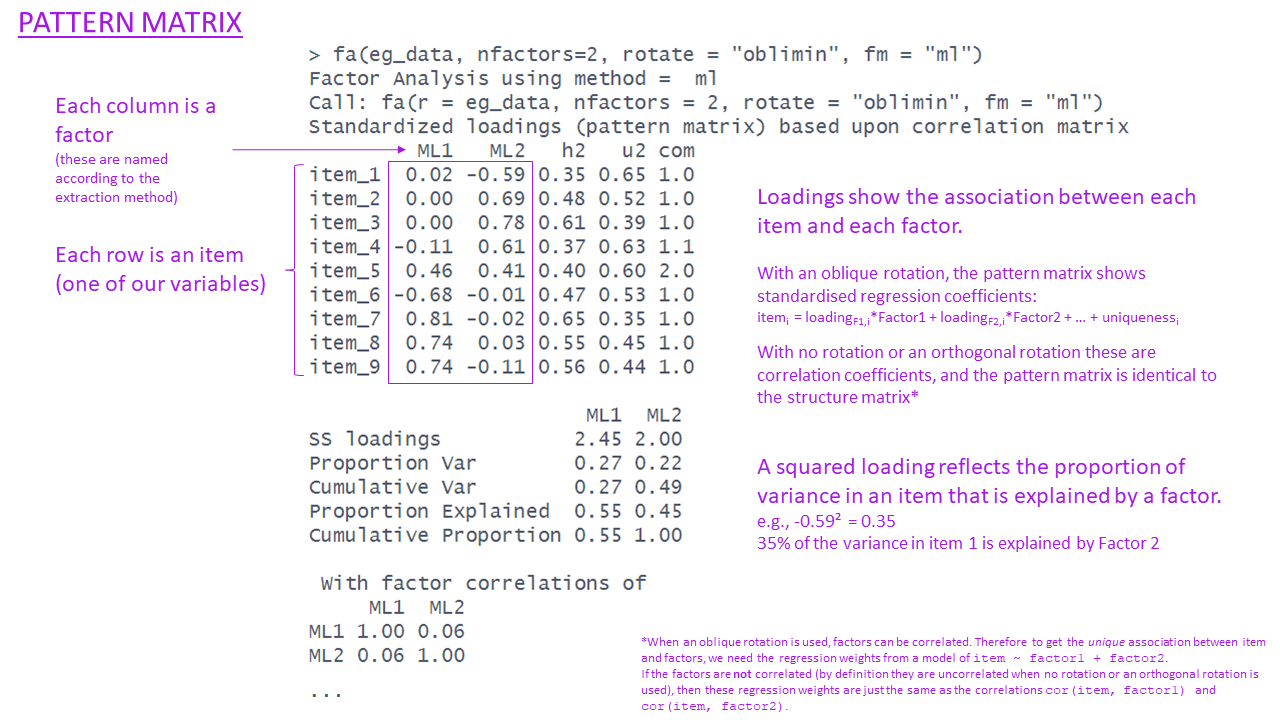 PATTERN MATRIX
> fa(eg_data, nfactors=2, rotate = "oblimin", fm = "ml")
Factor Analysis using method =  ml
Call: fa(r = eg_data, nfactors = 2, rotate = "oblimin", fm = "ml")
Standardized loadings (pattern matrix) based upon correlation matrix
ML1 ML2 h2 u2 com
item_1 0.02 -0.59 0.35 0.65 1.0
item_2 0.00 0.69 0.48 0.52 1.0
item_3 0.00 0.78 0.61 0.39 1.0
item_4 -0.11 0.61 0.37 0.63 1.1
item_5 0.46 0.41 0.40 0.60 2.0
item_6 -0.68 -0.01 0.47 0.53 1.0
item_7 0.81 -0.02 0.65 0.35 1.0
item_8 0.74 0.03 0.55 0.45 1.0
item_9 0.74 -0.11 0.56 0.44 1.0
ML1 ML2
SS loadings 2.45 2.00
Proportion Var 0.27 0.22
Cumulative Var 0.27 0.49
Proportion Explained 0.55 0.45
Cumulative Proportion 0.55 1.00
With factor correlations of
ML1 ML2
ML1 1.00 0.06
ML2 0.06 1.00
...
Each column is a
factor
(these are named
according to the
extraction method)
Each row is an item
(one of our variables)
Loadings show the association between each
item and each factor.
With an oblique rotation, the pattern matrix shows
standardised regression coefficients:
itemi = loadingF1,i*Factor1 + loadingF2,i*Factor2 + … + uniquenessi
With no rotation or an orthogonal rotation these are
correlation coefficients, and the pattern matrix is identical to
the structure matrix*
A squared loading reflects the proportion of
variance in an item that is explained by a factor.
e.g., -0.59² = 0.35
35% of the variance in item 1 is explained by Factor 2
*When an oblique rotation is used, factors can be correlated. Therefore to get the unique association between item
and factors, we need the regression weights from a model of item ~ factor1 + factor2.
If the factors are not correlated (by definition they are uncorrelated when no rotation or an orthogonal rotation is
used), then these regression weights are just the same as the correlations cor(item, factor1) and
cor(item, factor2).